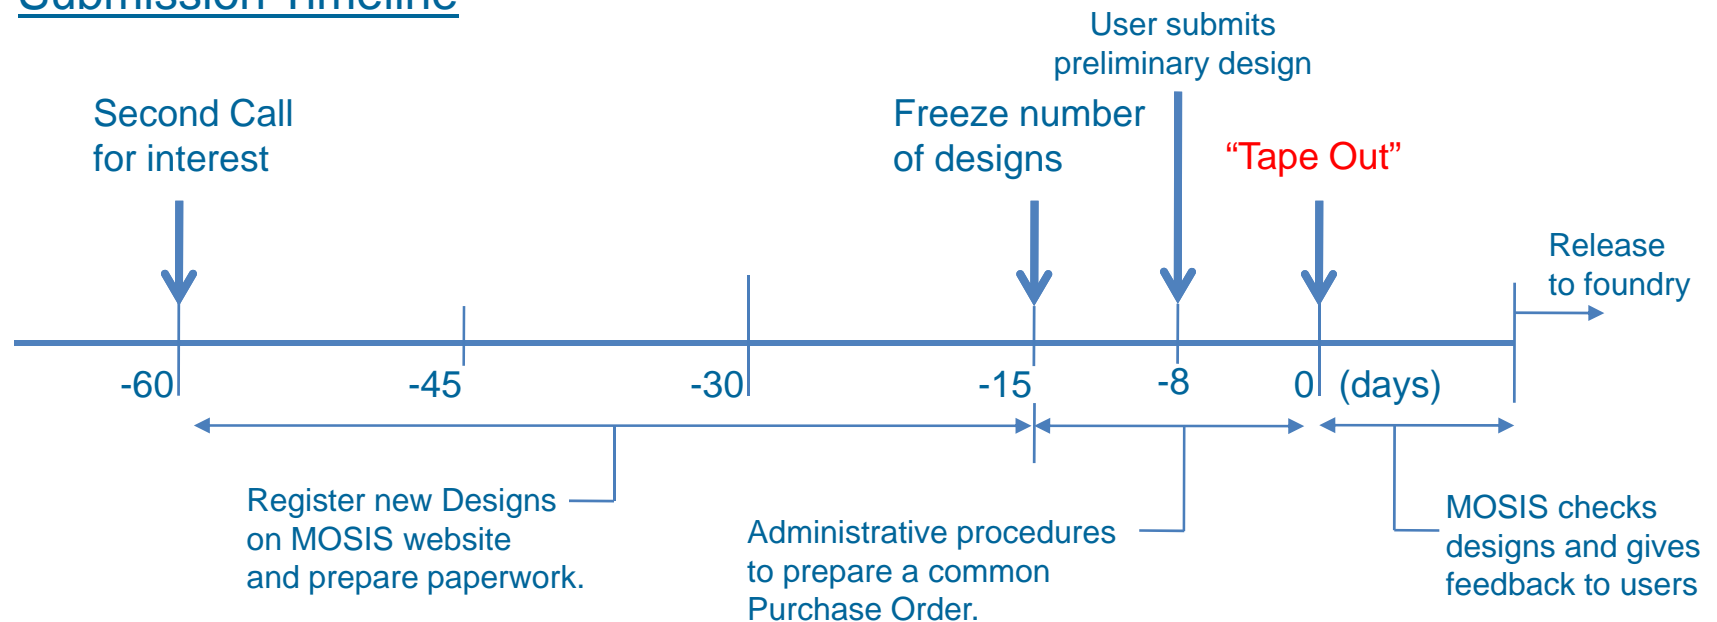 Submission Timeline
User submits
preliminary design
Second Call
for interest
Freeze number
of designs
“Tape Out”
Release
to foundry
-60
-45
-30
-15
-8
0 (days)
Register new Designs
on MOSIS website
and prepare paperwork.
Administrative procedures
to prepare a common
Purchase Order.
MOSIS checks
designs and gives
feedback to users